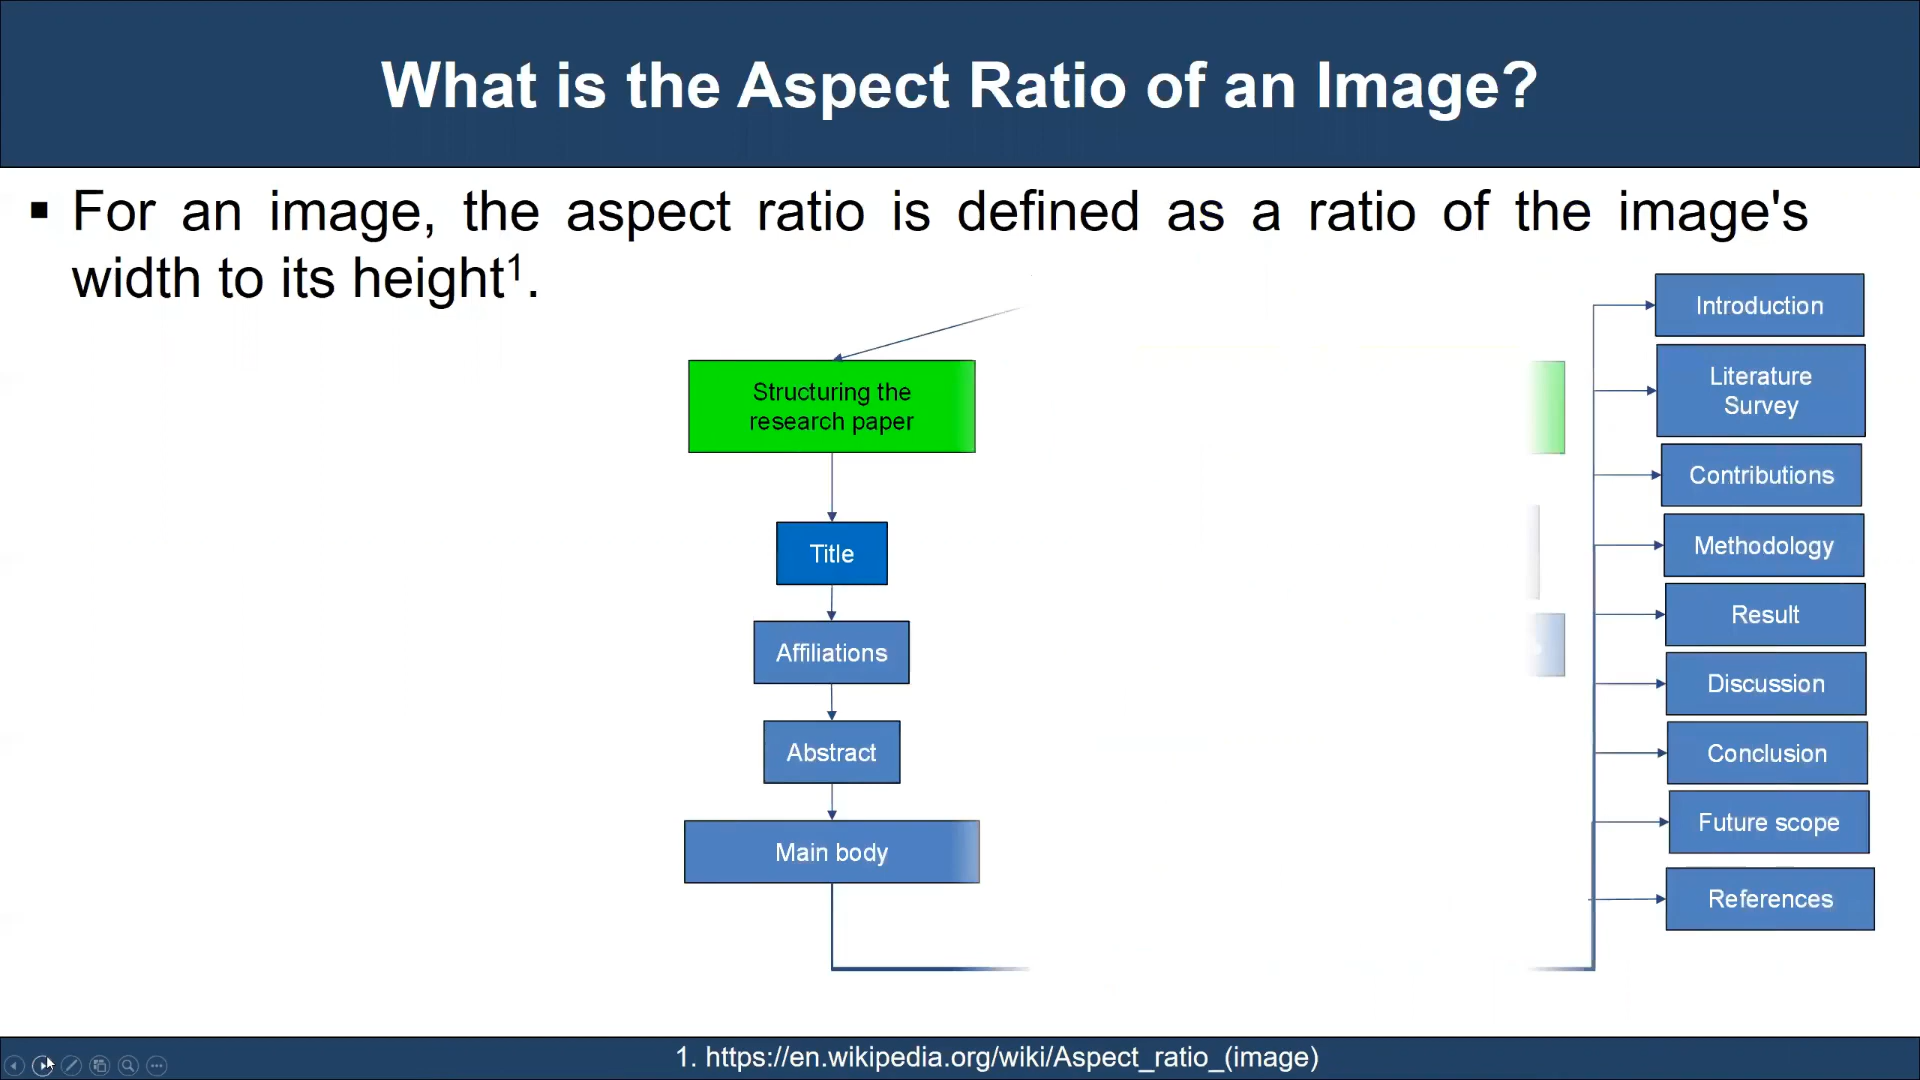 What is the Aspect Ratio of an Image?
▪ For an image, the aspect ratio is defined as a ratio of the image's
width to its height¹.
Structuring the
research paper
Title
Affiliations
Abstract
Main body
Introduction
Literature
Survey
Contributions
Methodology
Result
Discussion
Conclusion
Future scope
References
1. https://en.wikipedia.org/wiki/Aspect_ratio_(image)